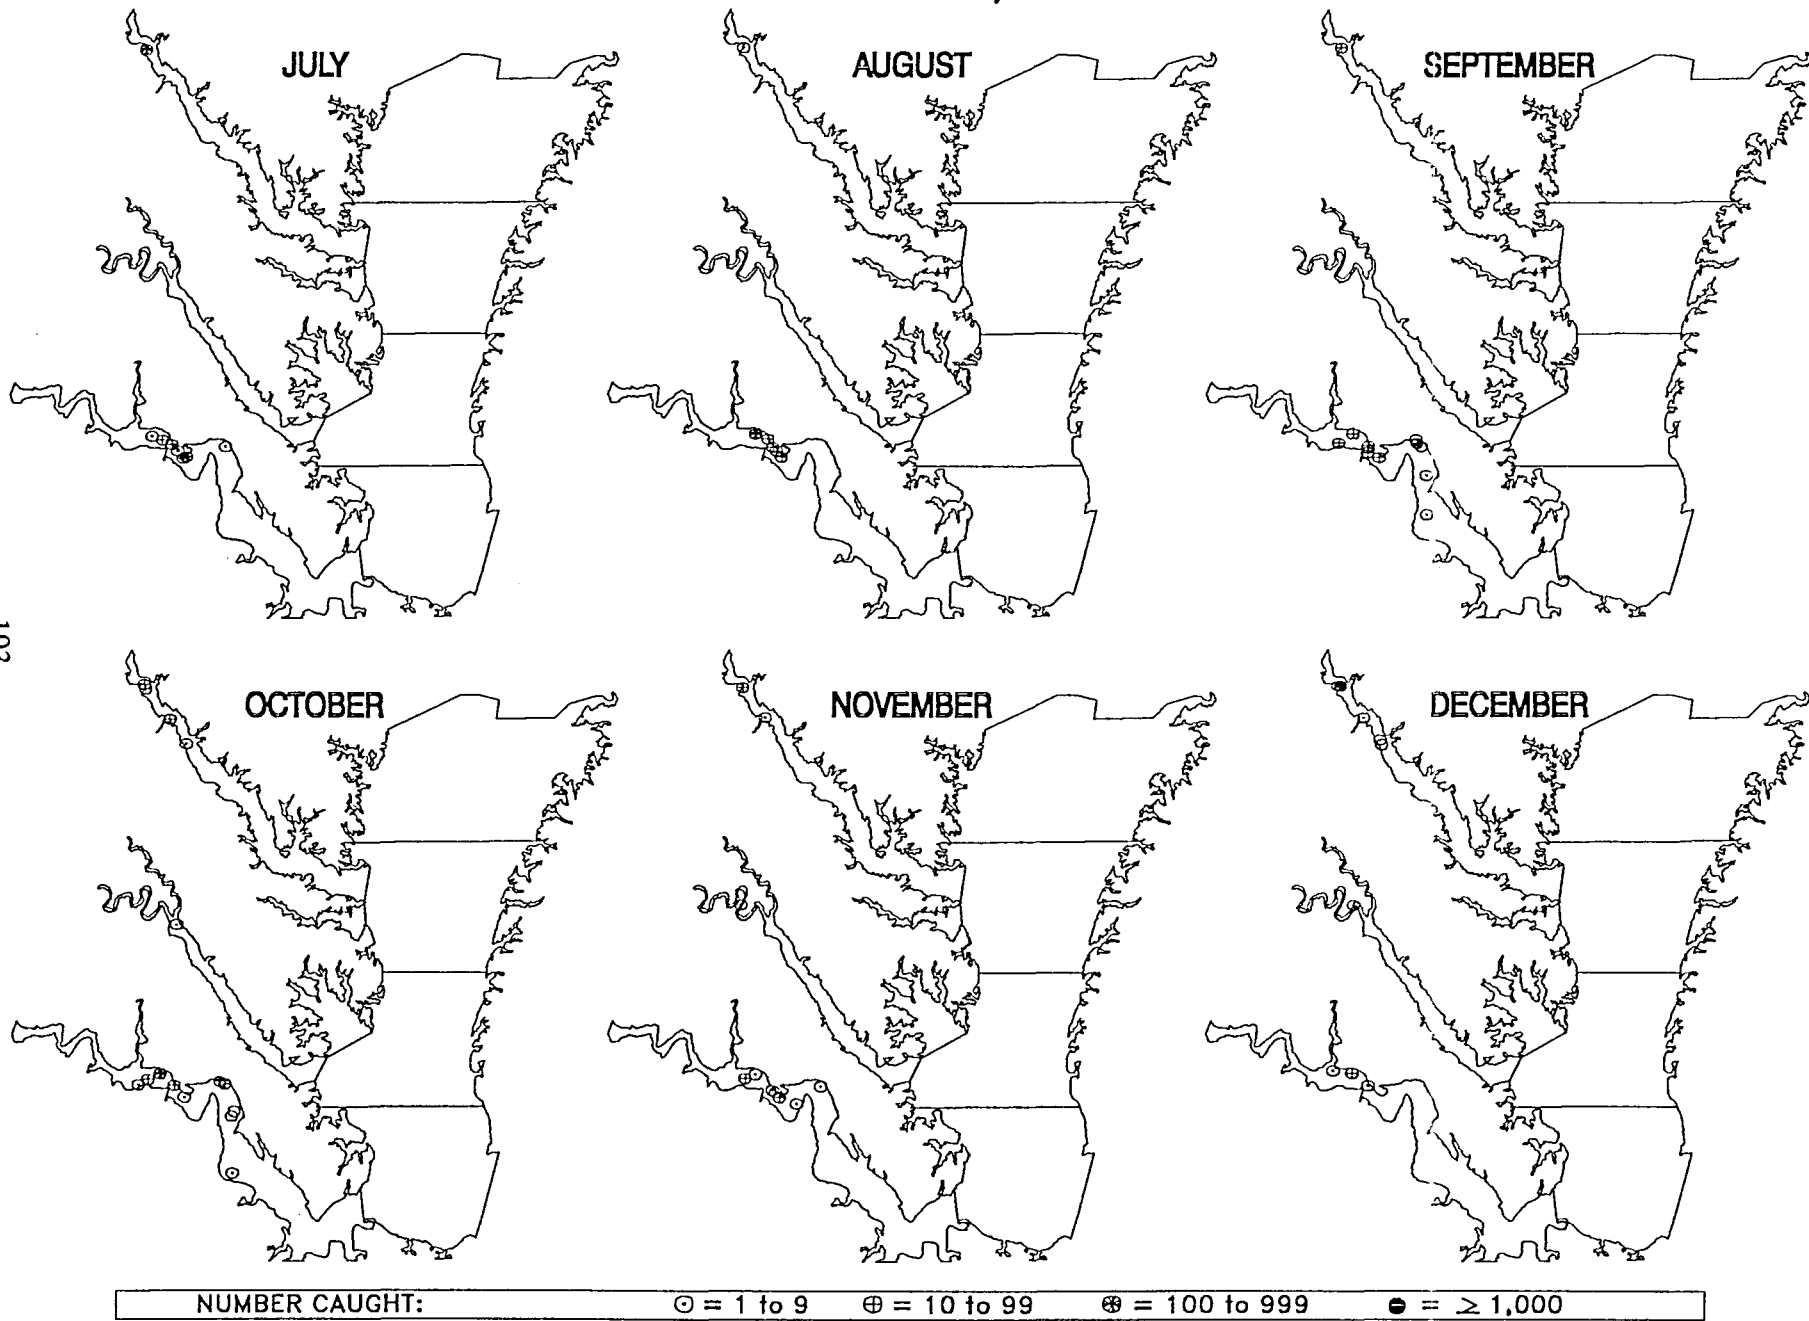 JULY
AUGUST
SEPTEMBER
OCTOBER
NOVEMBER
DECEMBER
NUMBER CAUGHT: ⊙ = 1 to 9 ⊕ = 10 to 99 ⊛ = 100 to 999 ● = ≥ 1,000